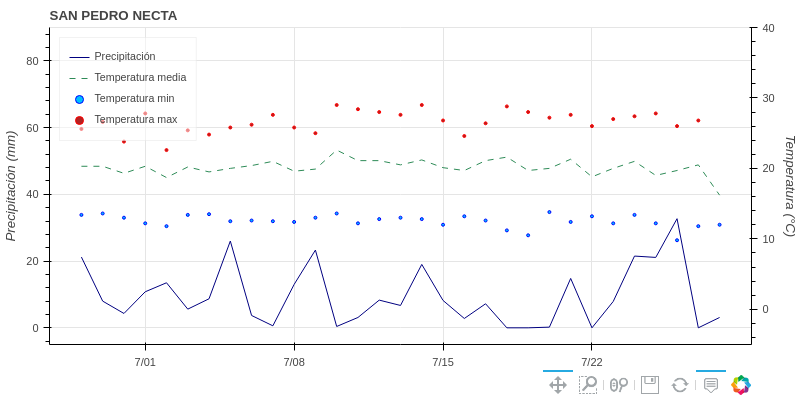 SAN PEDRO NECTA
Precipitación
Temperatura media
Temperatura min
Temperatura max
Precipitación (mm)
80
60
40
20
0
Temperatura (°C)
40
30
20
10
0
7/01
7/08
7/15
7/22